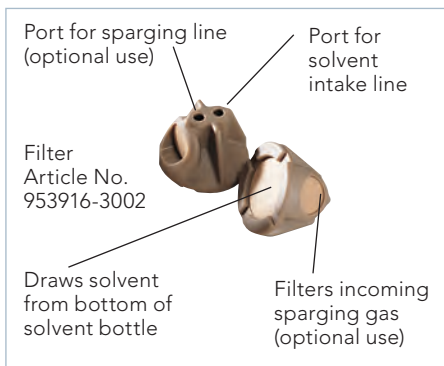 Port for sparging line
(optional use)
Port for
solvent
intake line
Filter
Article No.
953916-3002
Draws solvent
from bottom of
solvent bottle
Filters incoming
sparging gas
(optional use)